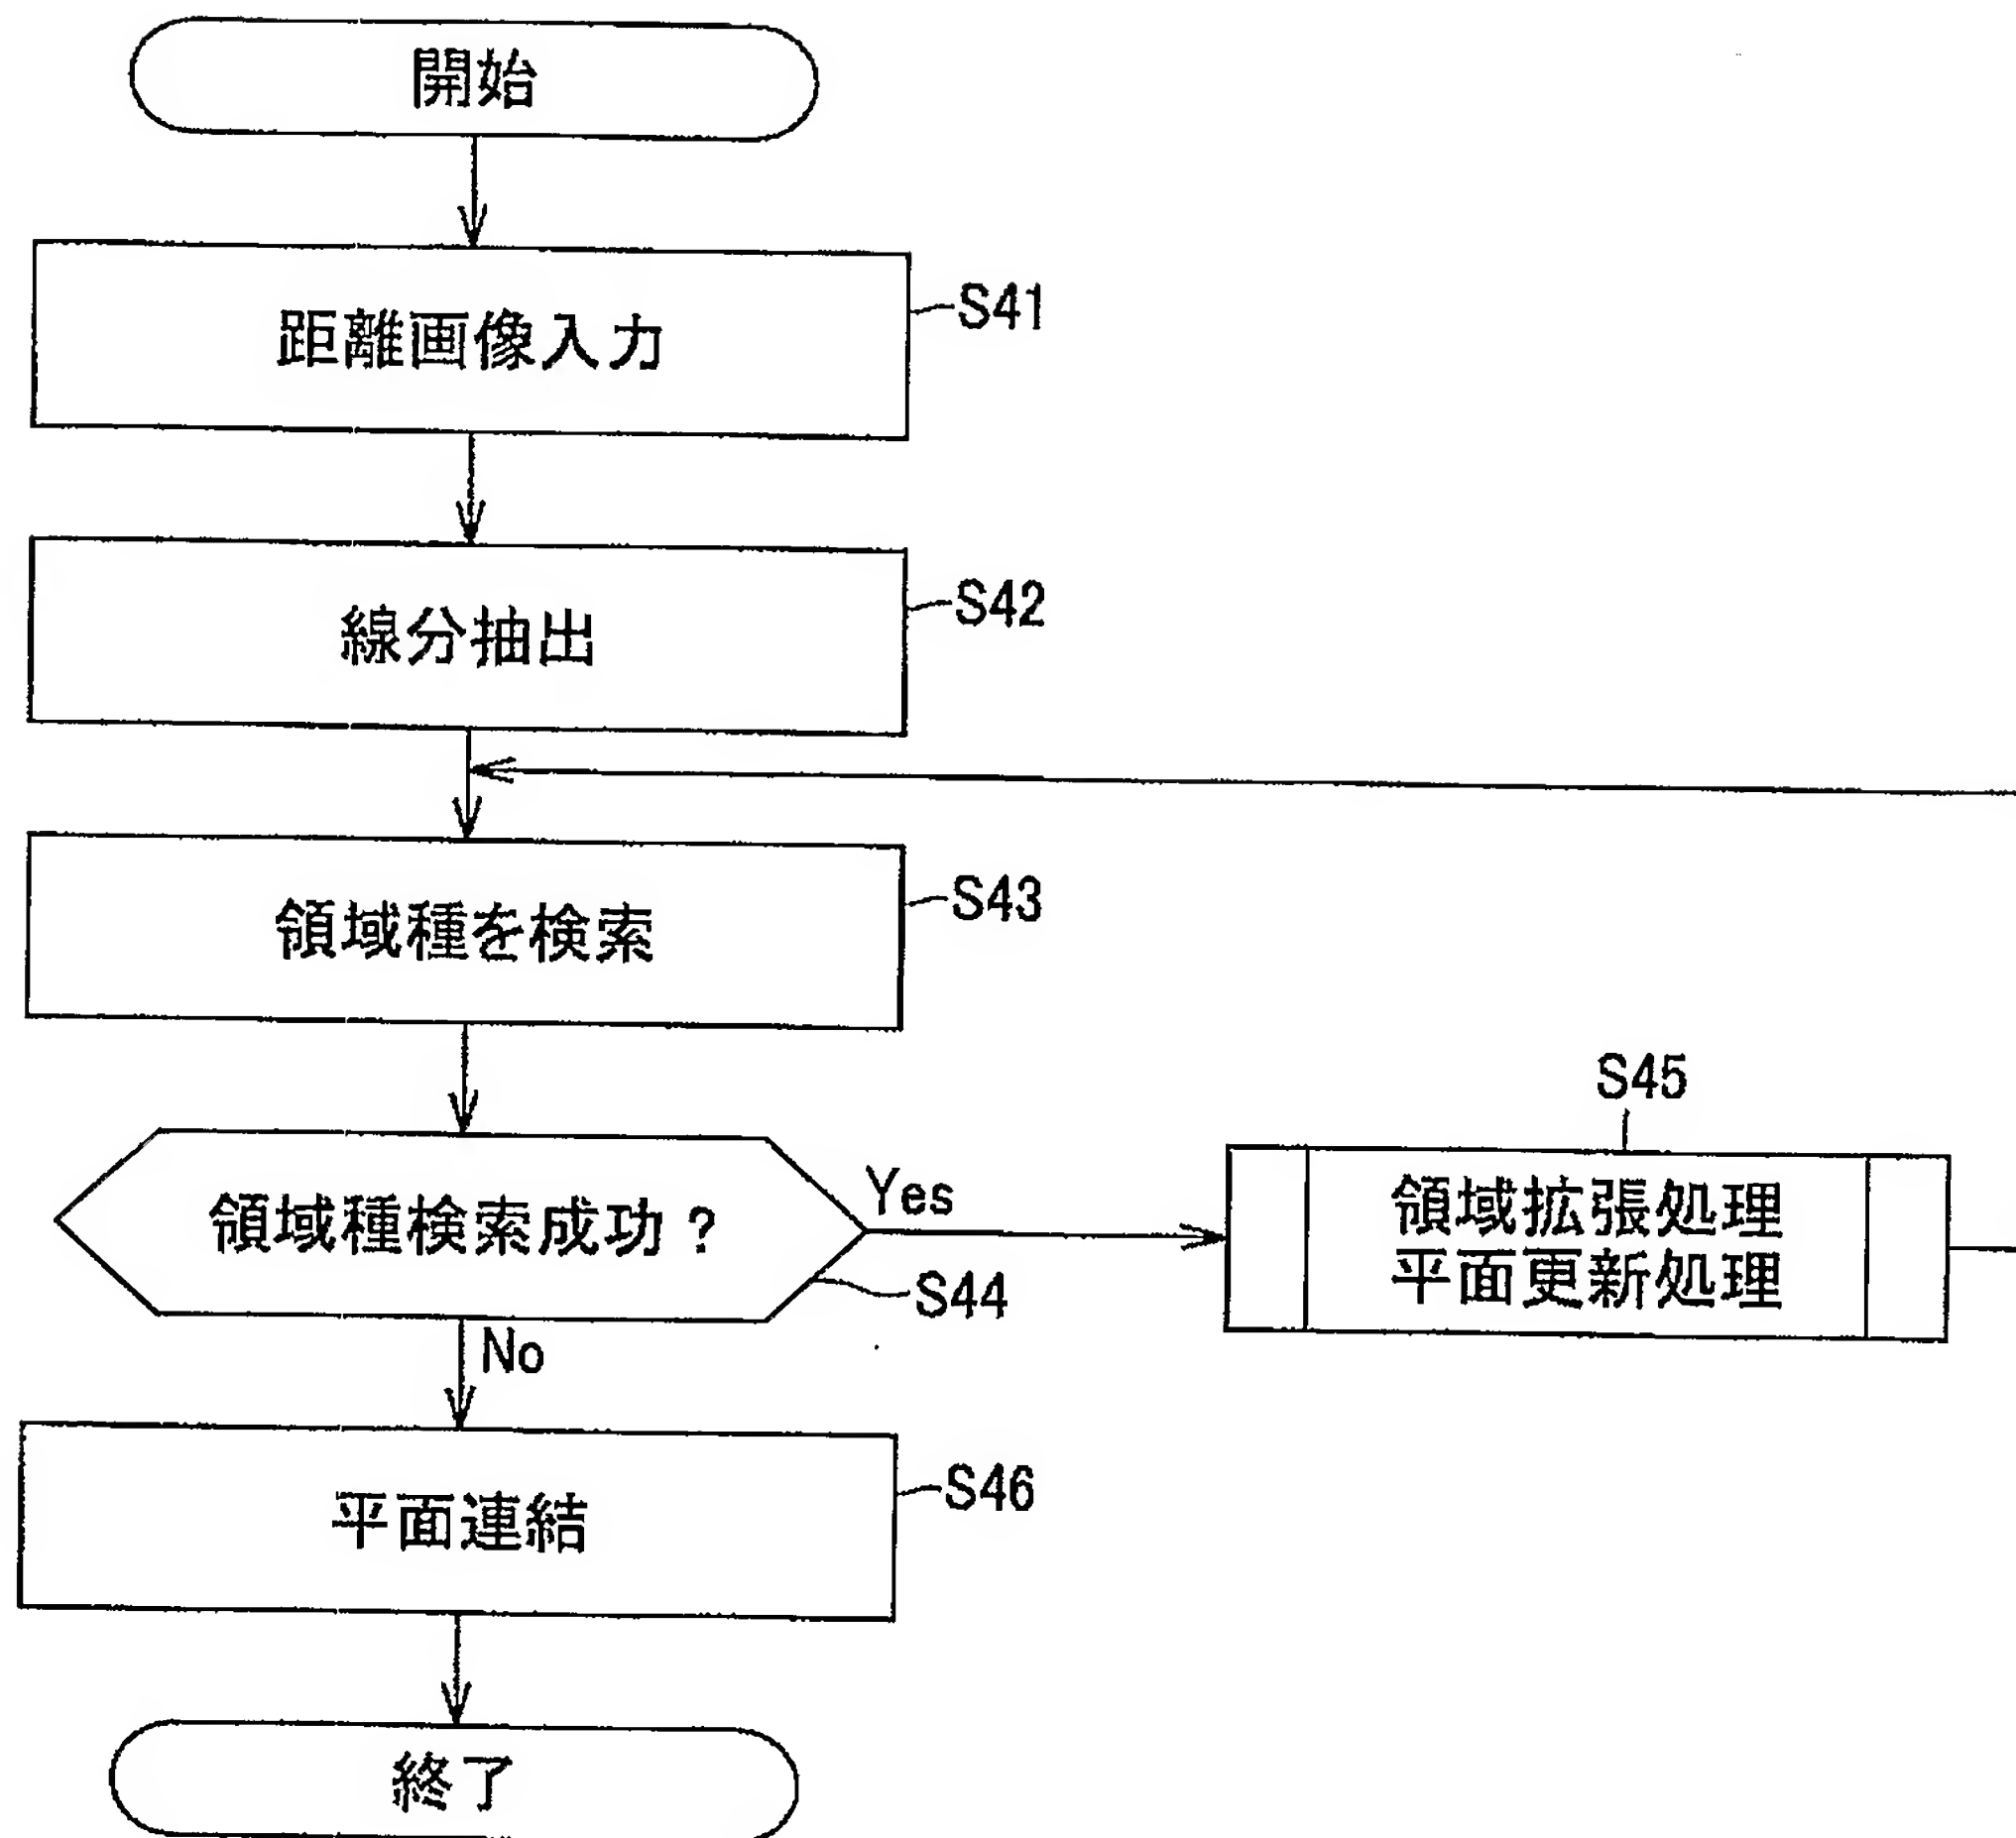 開始
距離画像入力
S41
線分抽出
S42
領域種を検索
S43
領域種検索成功?
Yes
S44
No
S45
領域拡張処理
平面更新処理
平面連結
S46
終了